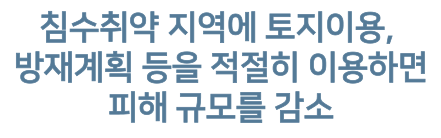 침수취약 지역에 토지이용,
방재계획 등을 적절히 이용하면
피해 규모를 감소